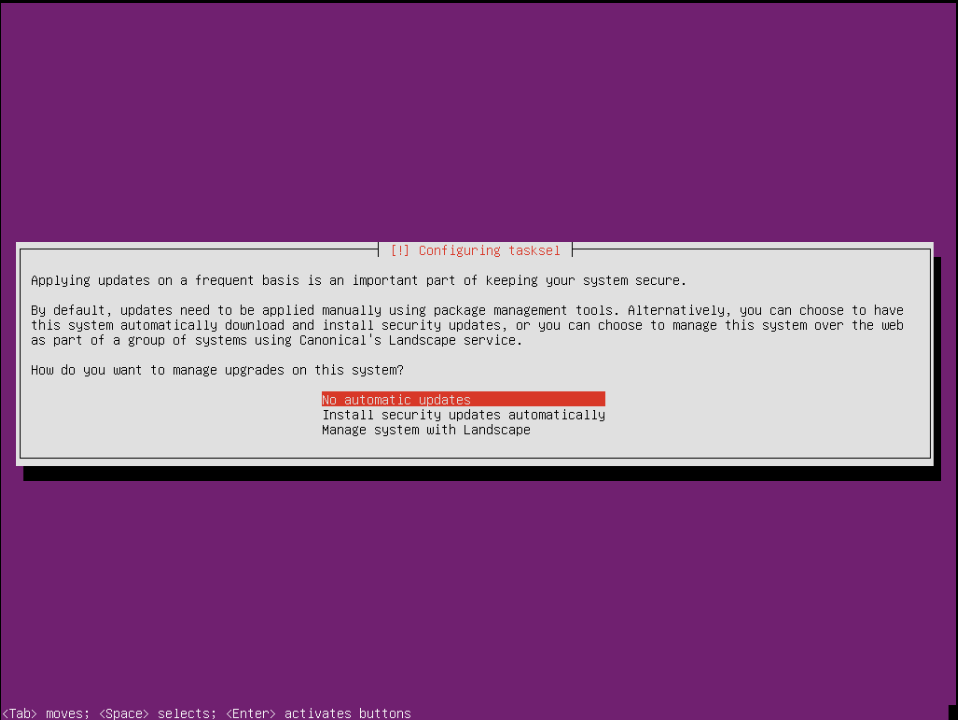 [!] Configuring tasksel
Applying updates on a frequent basis is an important part of keeping your system secure.
By default, updates need to be applied manually using package management tools. Alternatively, you can choose to have
this system automatically download and install security updates, or you can choose to manage this system over the web
as part of a group of systems using Canonical's Landscape service.
How do you want to manage upgrades on this system?
No automatic updates
Install security updates automatically
Manage system with Landscape
<Tab> moves; <Space> selects; <Enter> activates buttons